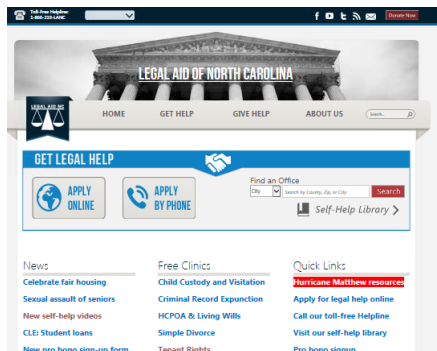 Toll-Free Helpline:
1-866-219-LANC
Donate Now
LEGAL AID OF NORTH CAROLINA
LEGAL AID NC
HOME GET HELP GIVE HELP ABOUT US Search.
GET LEGAL HELP
APPLY ONLINE
APPLY BY PHONE
Find an Office
City Search by County, Zip, or City Search
Self-Help Library
News
Celebrate fair housing
Sexual assault of seniors
New self-help videos
CLE: Student loans
New pro bono sign-up form
Free Clinics
Child Custody and Visitation
Criminal Record Expunction
HCPOA & Living Wills
Simple Divorce
Tenant Rights
Quick Links
Hurricane Matthew resources
Apply for legal help online
Call our toll-free Helpline
Visit our self-help library
Pro bono signup